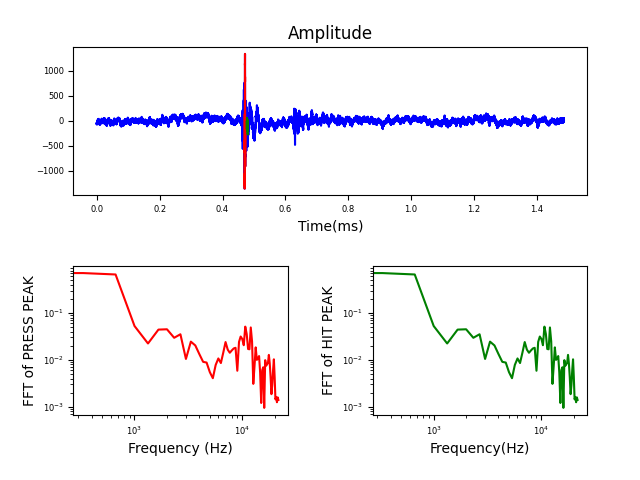 Amplitude
1000
500
0
−500
−1000
0.0 0.2 0.4 0.6 0.8 1.0 1.2 1.4
Time(ms)
FFT of PRESS PEAK
10⁻¹
10⁻²
10⁻³
10³ 10⁴
Frequency (Hz)
FFT of HIT PEAK
10⁻¹
10⁻²
10⁻³
10³ 10⁴
Frequency(Hz)